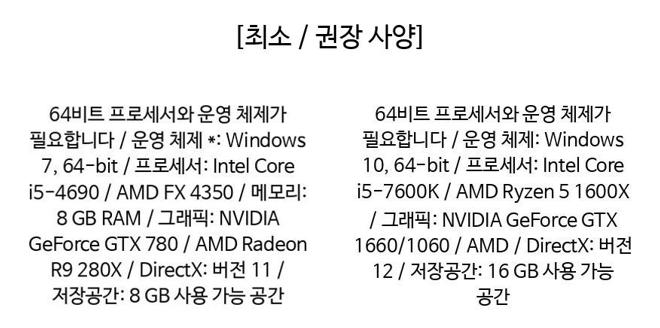 [최소 / 권장 사양]
64비트 프로세서와 운영 체제가
필요합니다 / 운영 체제 *: Windows
7, 64-bit / 프로세서: Intel Core
i5-4690 / AMD FX 4350 / 메모리:
8 GB RAM / 그래픽: NVIDIA
GeForce GTX 780 / AMD Radeon
R9 280X / DirectX: 버전 11 /
저장공간: 8 GB 사용 가능 공간
64비트 프로세서와 운영 체제가
필요합니다 / 운영 체제: Windows
10, 64-bit / 프로세서: Intel Core
i5-7600K / AMD Ryzen 5 1600X
/ 그래픽: NVIDIA GeForce GTX
1660/1060 / AMD / DirectX: 버전
12 / 저장공간: 16 GB 사용 가능
공간